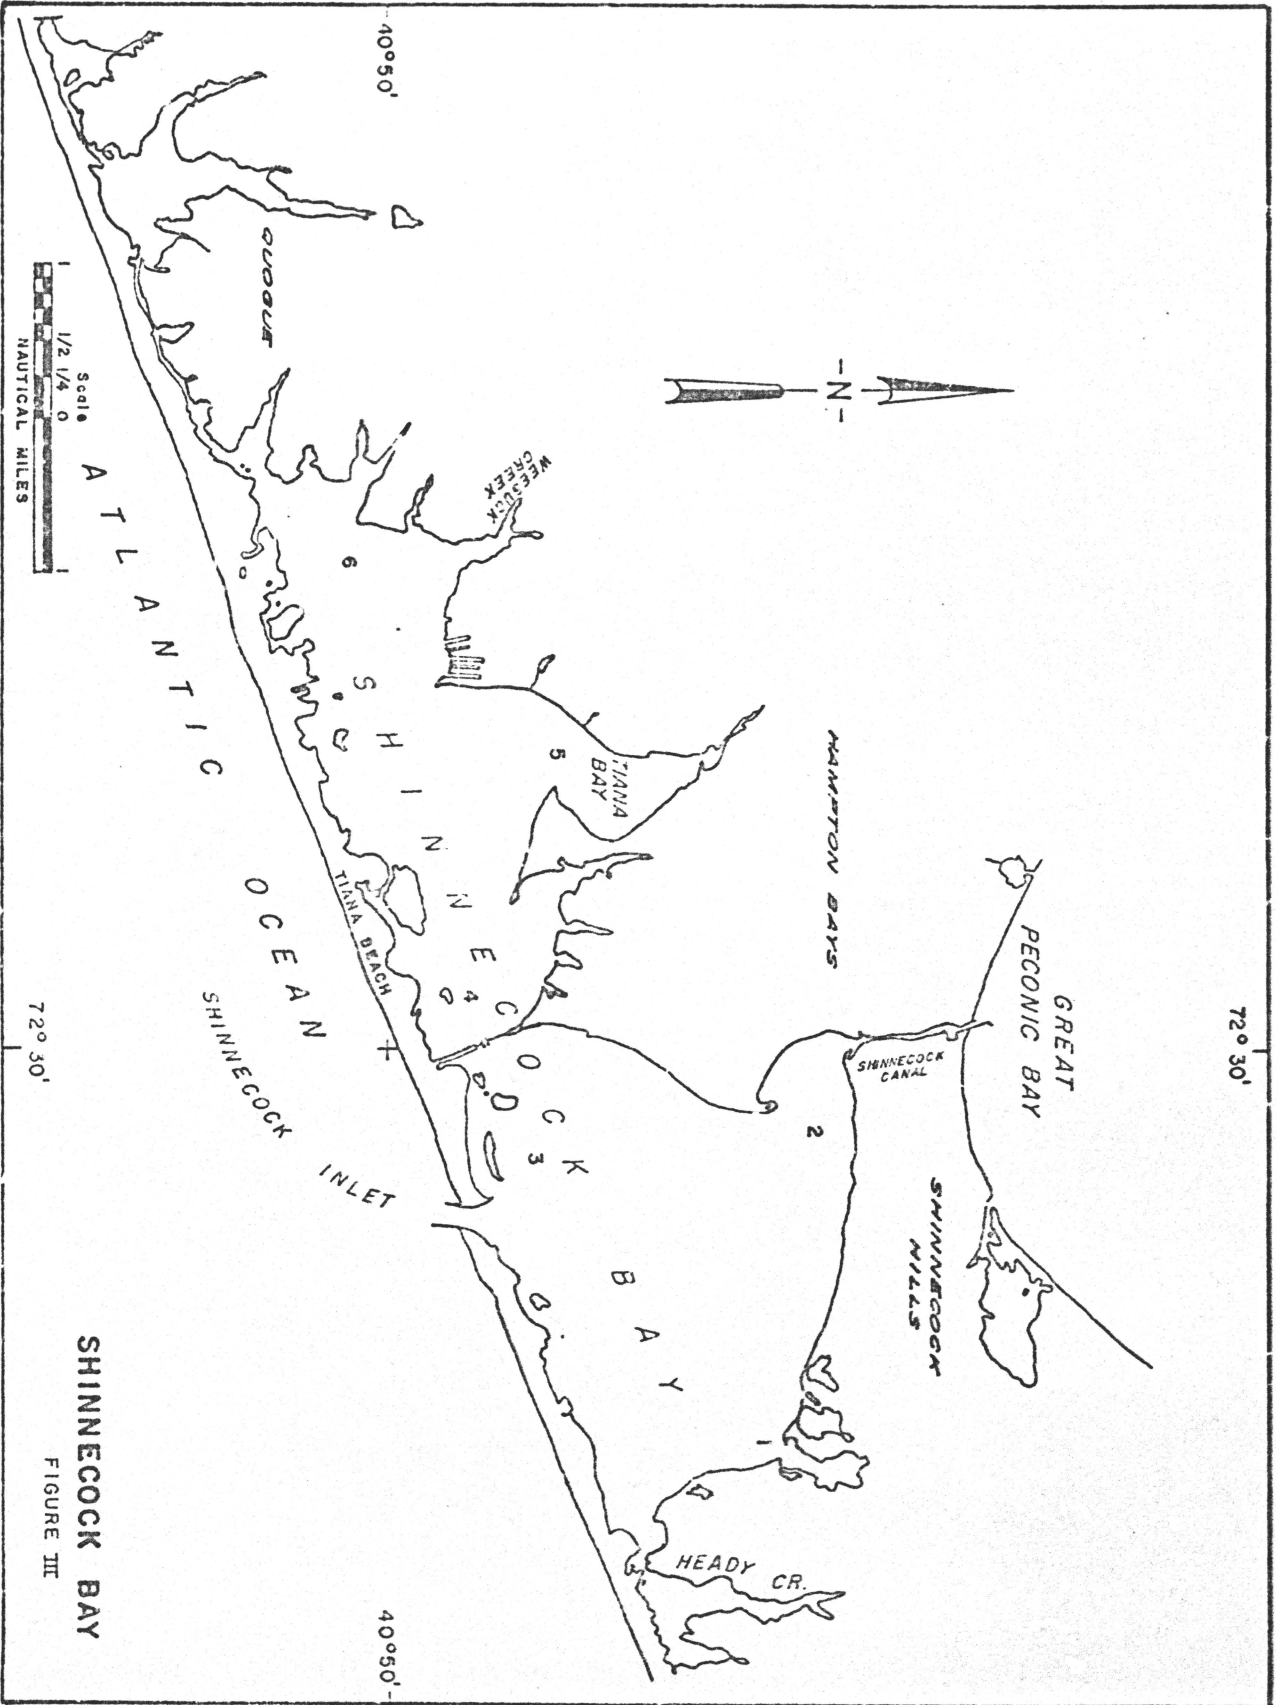 72° 30'
GREAT
PECONIC BAY
SHINNECOCK
CANAL
SHINNECOCK
HILLS
HAMPTON BAYS
-N-
WEESUCK
CREEK
TIANA
BAY
QUOGUE
HEADY CR.
1
2
3
4
5
6
SHINNECOCK BAY
40°50'
40°50'
TIANA BEACH
SHINNECOCK INLET
ATLANTIC OCEAN
Scale
1 1/2 1/4 0 1
NAUTICAL MILES
72° 30'
SHINNECOCK BAY
FIGURE III